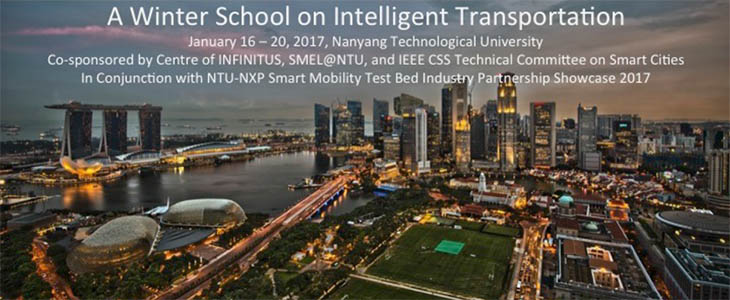 A Winter School on Intelligent Transportation
January 16 – 20, 2017, Nanyang Technological University
Co-sponsored by Centre of INFINITUS, SMEL@NTU, and IEEE CSS Technical Committee on Smart Cities
In Conjunction with NTU-NXP Smart Mobility Test Bed Industry Partnership Showcase 2017